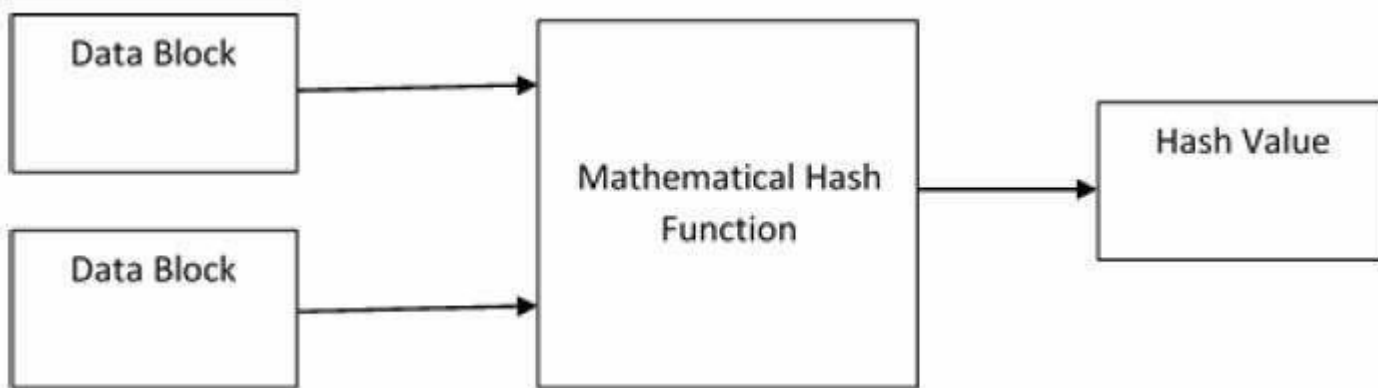 Data Block
Data Block
Mathematical Hash
Function
Hash Value